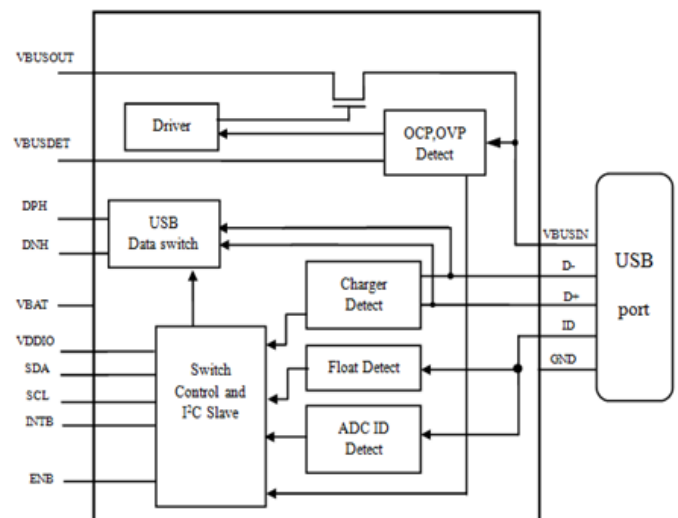 VBUSOUT
Driver
OCP,OVP
Detect
VBUSDET
DPH
DNH
USB
Data switch
VBUSIN
D-
D+
ID
GND
USB
port
Charger
Detect
VBAT
VDDIO
SDA
SCL
INTB
ENB
Switch
Control and
I²C Slave
Float Detect
ADC ID
Detect